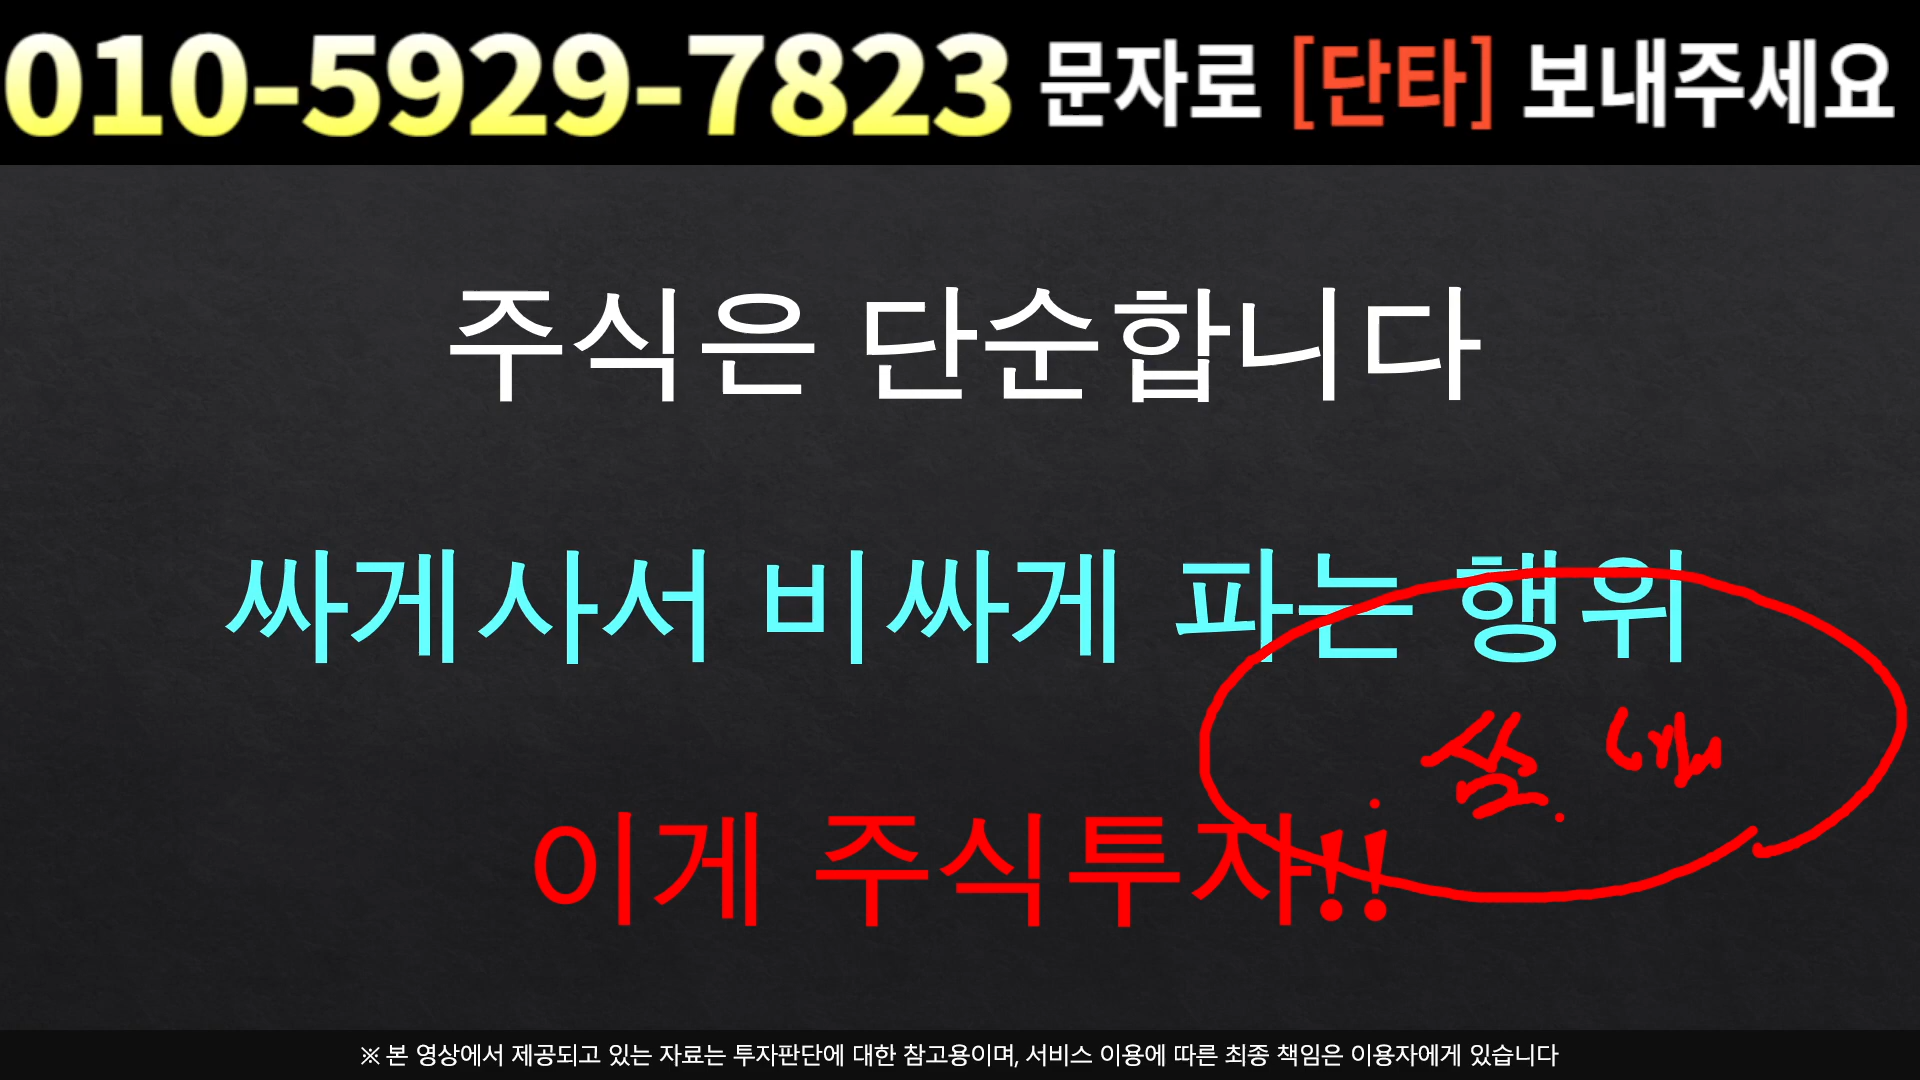 010-5929-7823 문자로 [단타] 보내주세요
주식은 단순합니다
싸게사서 비싸게 파는 행위
쌀 때
이게 주식투자!!
※ 본 영상에서 제공되고 있는 자료는 투자판단에 대한 참고용이며, 서비스 이용에 따른 최종 책임은 이용자에게 있습니다